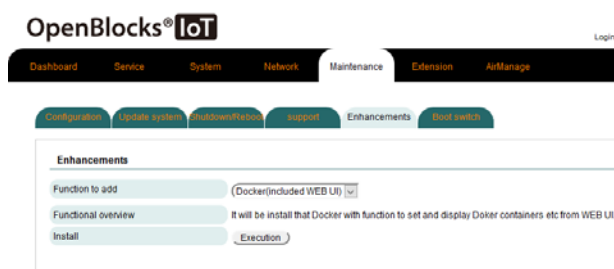 OpenBlocks® IoT
Login
Dashboard Service System Network Maintenance Extension AirManage
Configuration Update system Shutdown/Reboo support Enhancements Boot switch
Enhancements
Function to add (Docker(included WEB UI)
Functional overview It will be install that Docker with function to set and display Doker containers etc from WEB UI
Install Execution )